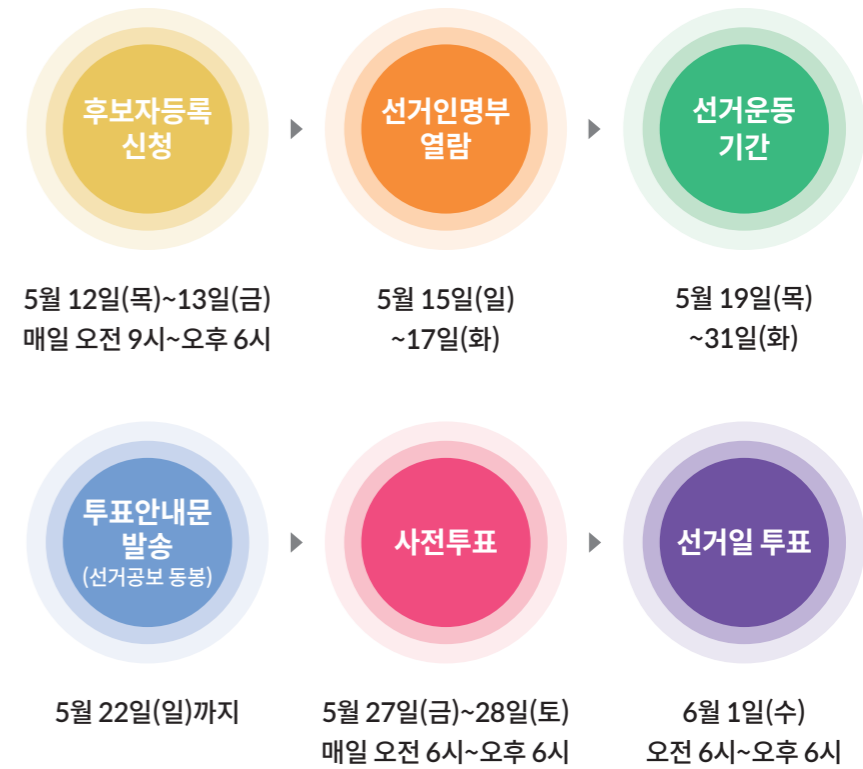 후보자등록
신청
선거인명부
열람
선거운동
기간
5월 12일(목)~13일(금)
매일 오전 9시~오후 6시
5월 15일(일)
~17일(화)
5월 19일(목)
~31일(화)
투표안내문
발송
(선거공보 동봉)
사전투표
선거일 투표
5월 22일(일)까지
5월 27일(금)~28일(토)
매일 오전 6시~오후 6시
6월 1일(수)
오전 6시~오후 6시